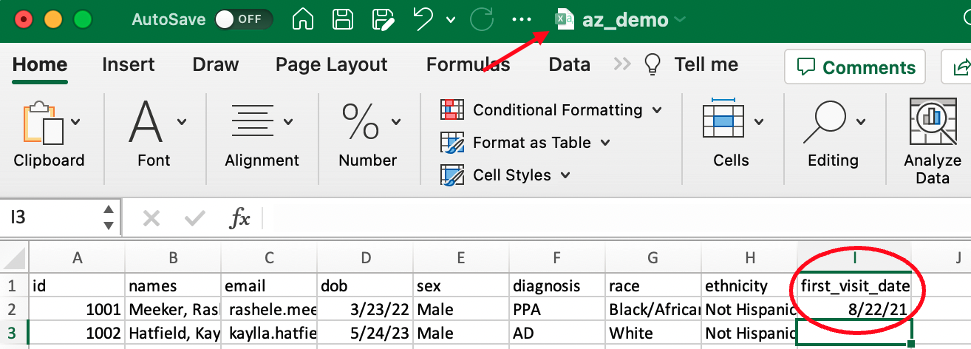 AutoSave OFF az_demo
Home Insert Draw Page Layout Formulas Data Tell me Comments
Clipboard Font Alignment % Number Conditional Formatting Format as Table Cell Styles Cells Editing Analyze Data
I3 fx
A B C D E F G H I J
1 id names email dob sex diagnosis race ethnicity first_visit_date
2 1001 Meeker, Ras rashele.mee 3/23/22 Male PPA Black/African Not Hispanic 8/22/21
3 1002 Hatfield, Kay kaylla.hatfie 5/24/23 Male AD White Not Hispanic